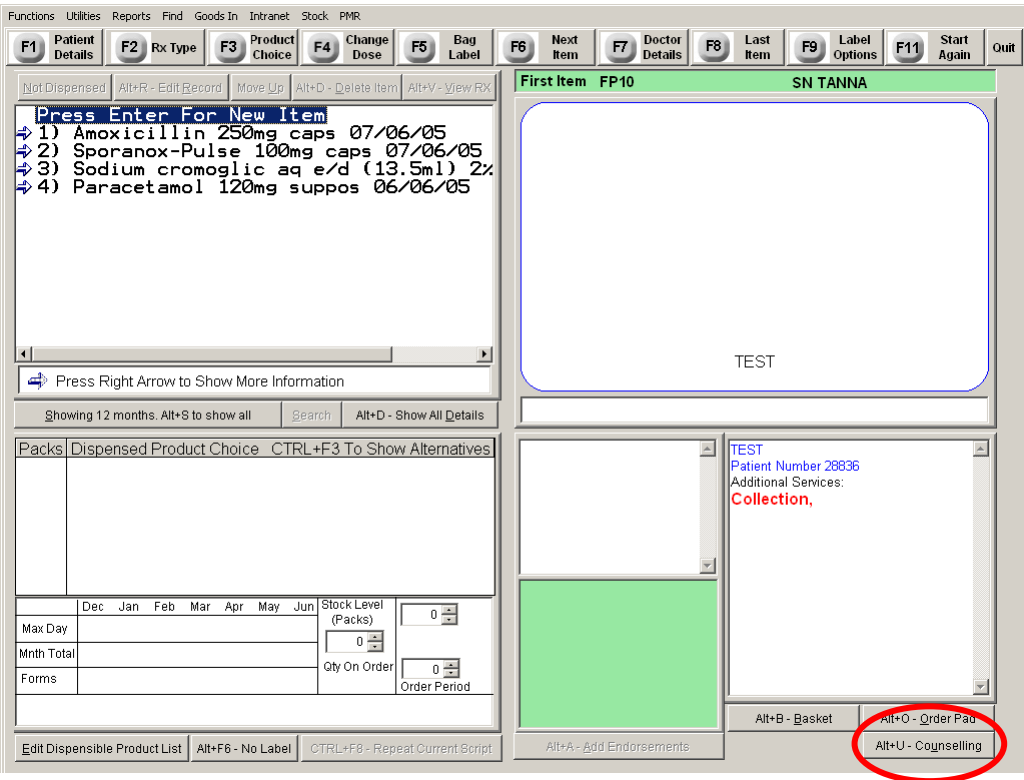 Functions Utilities Reports Find Goods In Intranet Stock PMR
F1 Patient Details F2 Rx Type F3 Product Choice F4 Change Dose F5 Bag Label F6 Next Item F7 Doctor Details F8 Last Item F9 Label Options F11 Start Again Quit
Not Dispensed Alt+R - Edit Record Move Up Alt+D - Delete Item Alt+V - View RX
First Item FP10 SN TANNA
Press Enter For New Item
1) Amoxicillin 250mg caps 07/06/05
2) Sporanox-Pulse 100mg caps 07/06/05
3) Sodium cromoglic aq e/d (13.5ml) 2%
4) Paracetamol 120mg suppos 06/06/05
TEST
Press Right Arrow to Show More Information
Showing 12 months. Alt+S to show all Search Alt+D - Show All Details
Packs Dispensed Product Choice CTRL+F3 To Show Alternatives
TEST
Patient Number 28836
Additional Services:
Collection,
Dec Jan Feb Mar Apr May Jun Stock Level
(Packs)
0
Max Day
0
Mnth Total
Qty On Order
0
Forms
Order Period
Alt+B - Basket Alt+O - Order Pad
Edit Dispensible Product List Alt+F6 - No Label CTRL+F8 - Repeat Current Script Alt+A - Add Endorsements Alt+U - Counselling